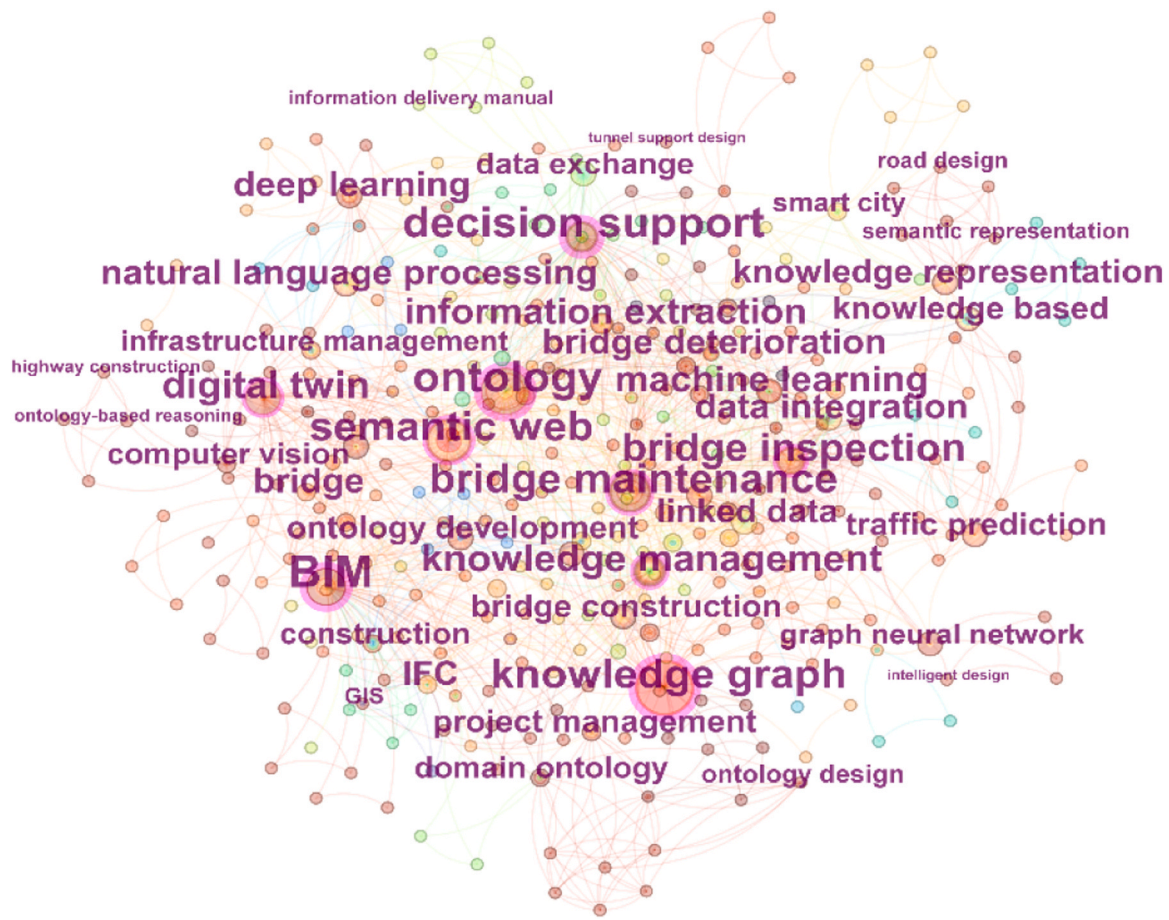 information delivery manual
tunnel support design
data exchange
road design
deep learning
smart city
decision support
semantic representation
natural language processing
knowledge representation
information extraction
knowledge based
infrastructure management
bridge deterioration
highway construction
digital twin
ontology
machine learning
data integration
ontology-based reasoning
semantic web
computer vision
bridge inspection
bridge
bridge maintenance
linked data
ontology development
traffic prediction
BIM
knowledge management
bridge construction
construction
graph neural network
IFC
knowledge graph
intelligent design
GIS
project management
domain ontology
ontology design